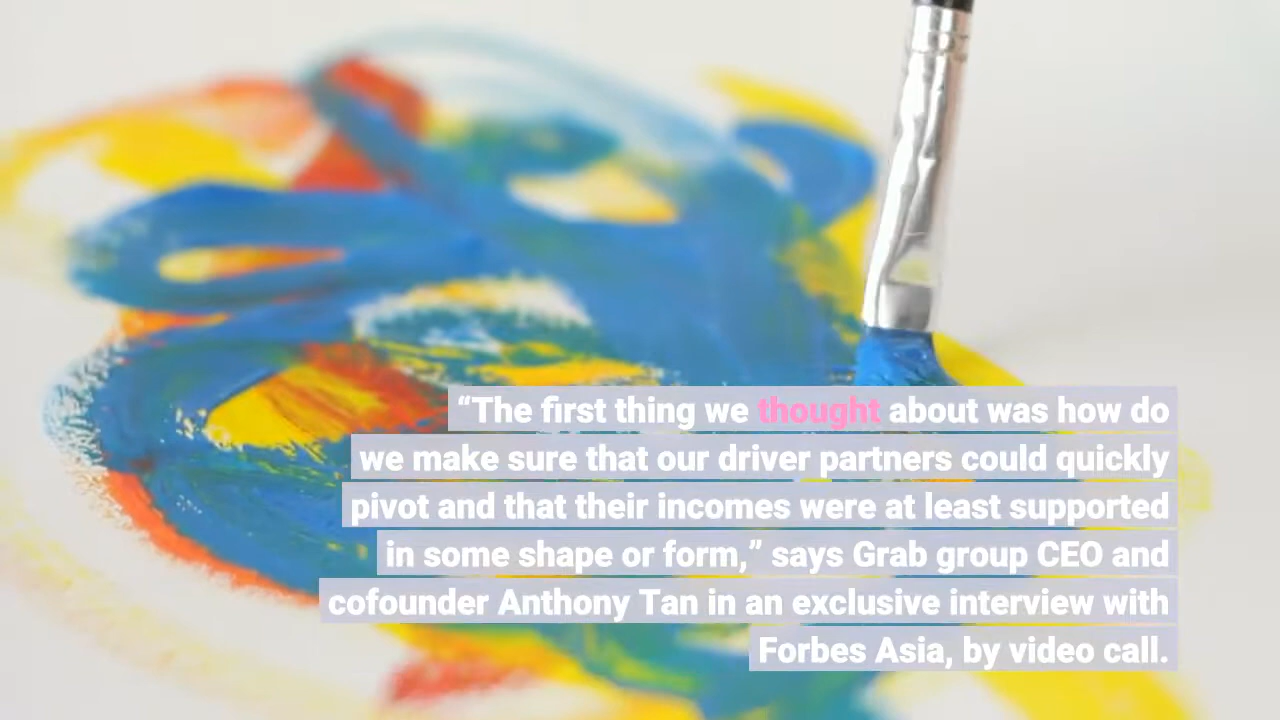 “The first thing we thought about was how do
we make sure that our driver partners could quickly
pivot and that their incomes were at least supported
in some shape or form,” says Grab group CEO and
cofounder Anthony Tan in an exclusive interview with
Forbes Asia, by video call.